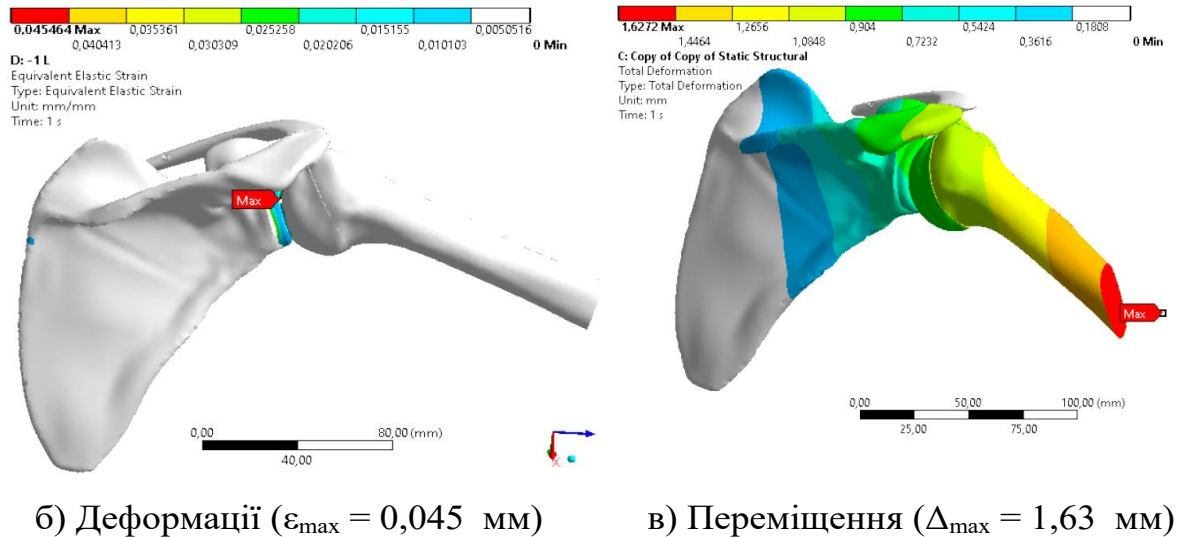 0,045464 Max 0,035361 0,025258 0,015155 0,0050516
0,040413 0,030309 0,020206 0,010103 0 Min
D: -1 L
Equivalent Elastic Strain
Type: Equivalent Elastic Strain
Unit: mm/mm
Time: 1 s
Max
0,00 80,00 (mm)
40,00
X
б) Деформації (εmax = 0,045 мм)
1,6272 Max 1,2656 0,904 0,5424 0,1808
1,4464 1,0848 0,7232 0,3616 0 Min
C: Copy of Copy of Static Structural
Total Deformation
Type: Total Deformation
Unit: mm
Time: 1 s
Max
0,00 50,00 100,00 (mm)
25,00 75,00
в) Переміщення (Δmax = 1,63 мм)